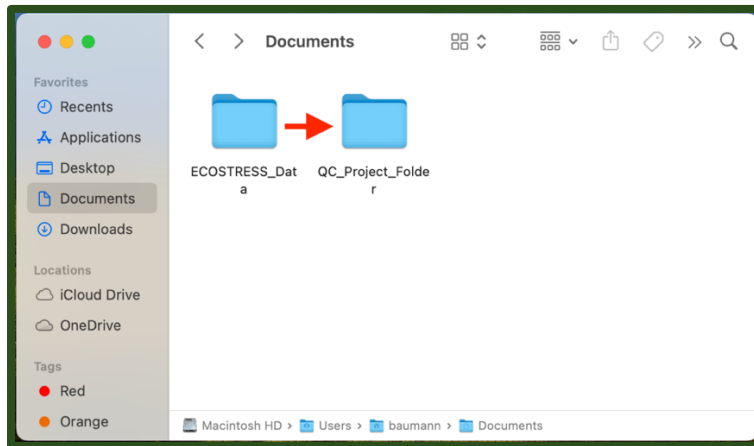 Documents
Favorites
Recents
Applications
Desktop
Documents
Downloads
Locations
iCloud Drive
OneDrive
Tags
Red
Orange
ECOSTRESS_Dat
a
QC_Project_Folde
r
Macintosh HD › Users › baumann › Documents